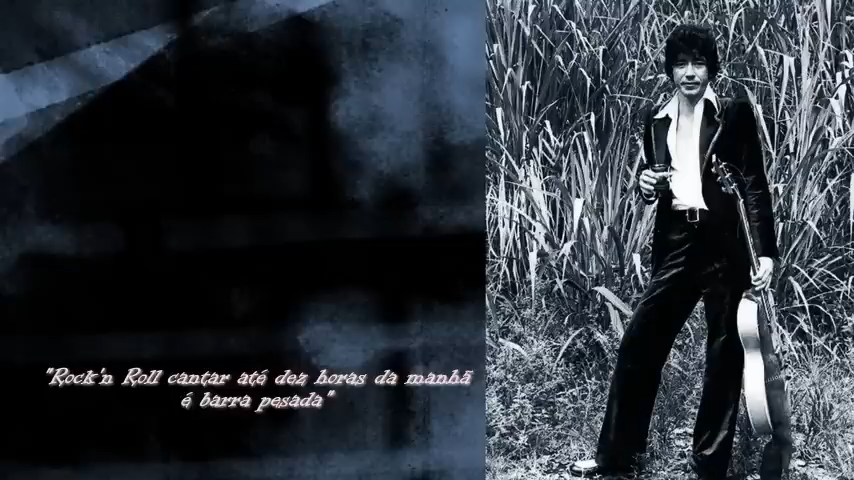 "Rock'n Roll cantar até dez horas da manhã
é barra pesada"